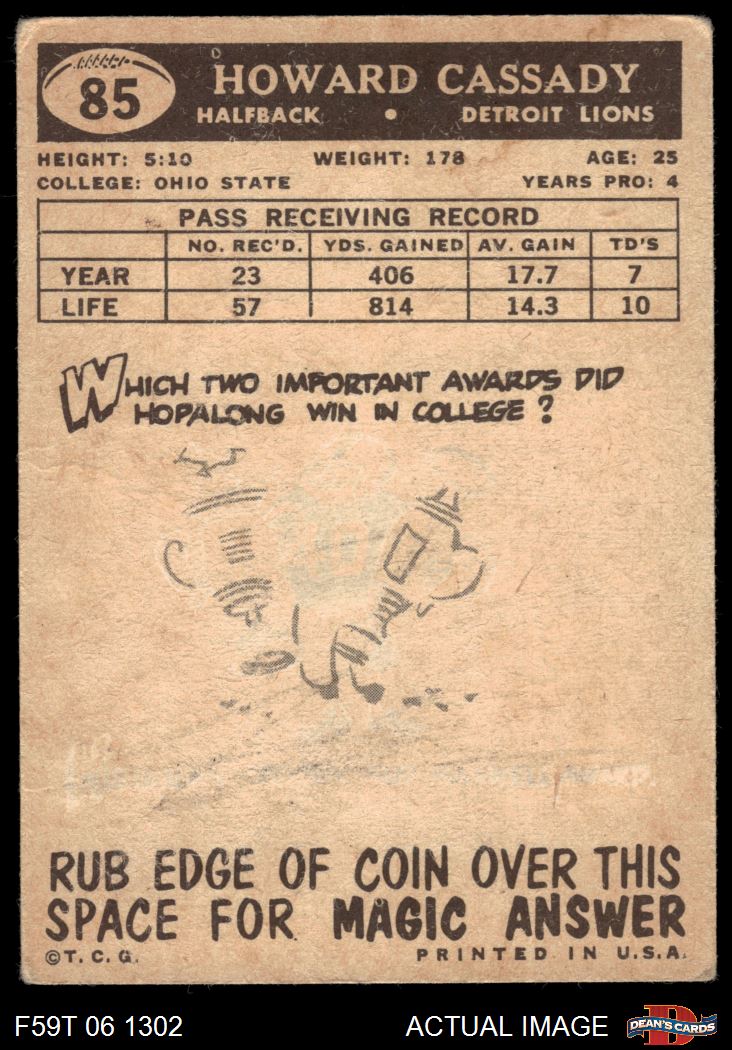 85
HOWARD CASSADY
HALFBACK • DETROIT LIONS
HEIGHT: 5:10 WEIGHT: 178 AGE: 25
COLLEGE: OHIO STATE YEARS PRO: 4
PASS RECEIVING RECORD
NO. REC'D. YDS. GAINED AV. GAIN TD'S
YEAR 23 406 17.7 7
LIFE 57 814 14.3 10
WHICH TWO IMPORTANT AWARDS DID
HOPALONG WIN IN COLLEGE?
AWARD.
RUB EDGE OF COIN OVER THIS
SPACE FOR MAGIC ANSWER
©T.C.G. PRINTED IN U.S.A.
F59T 06 1302 ACTUAL IMAGE DEAN'S CARDS